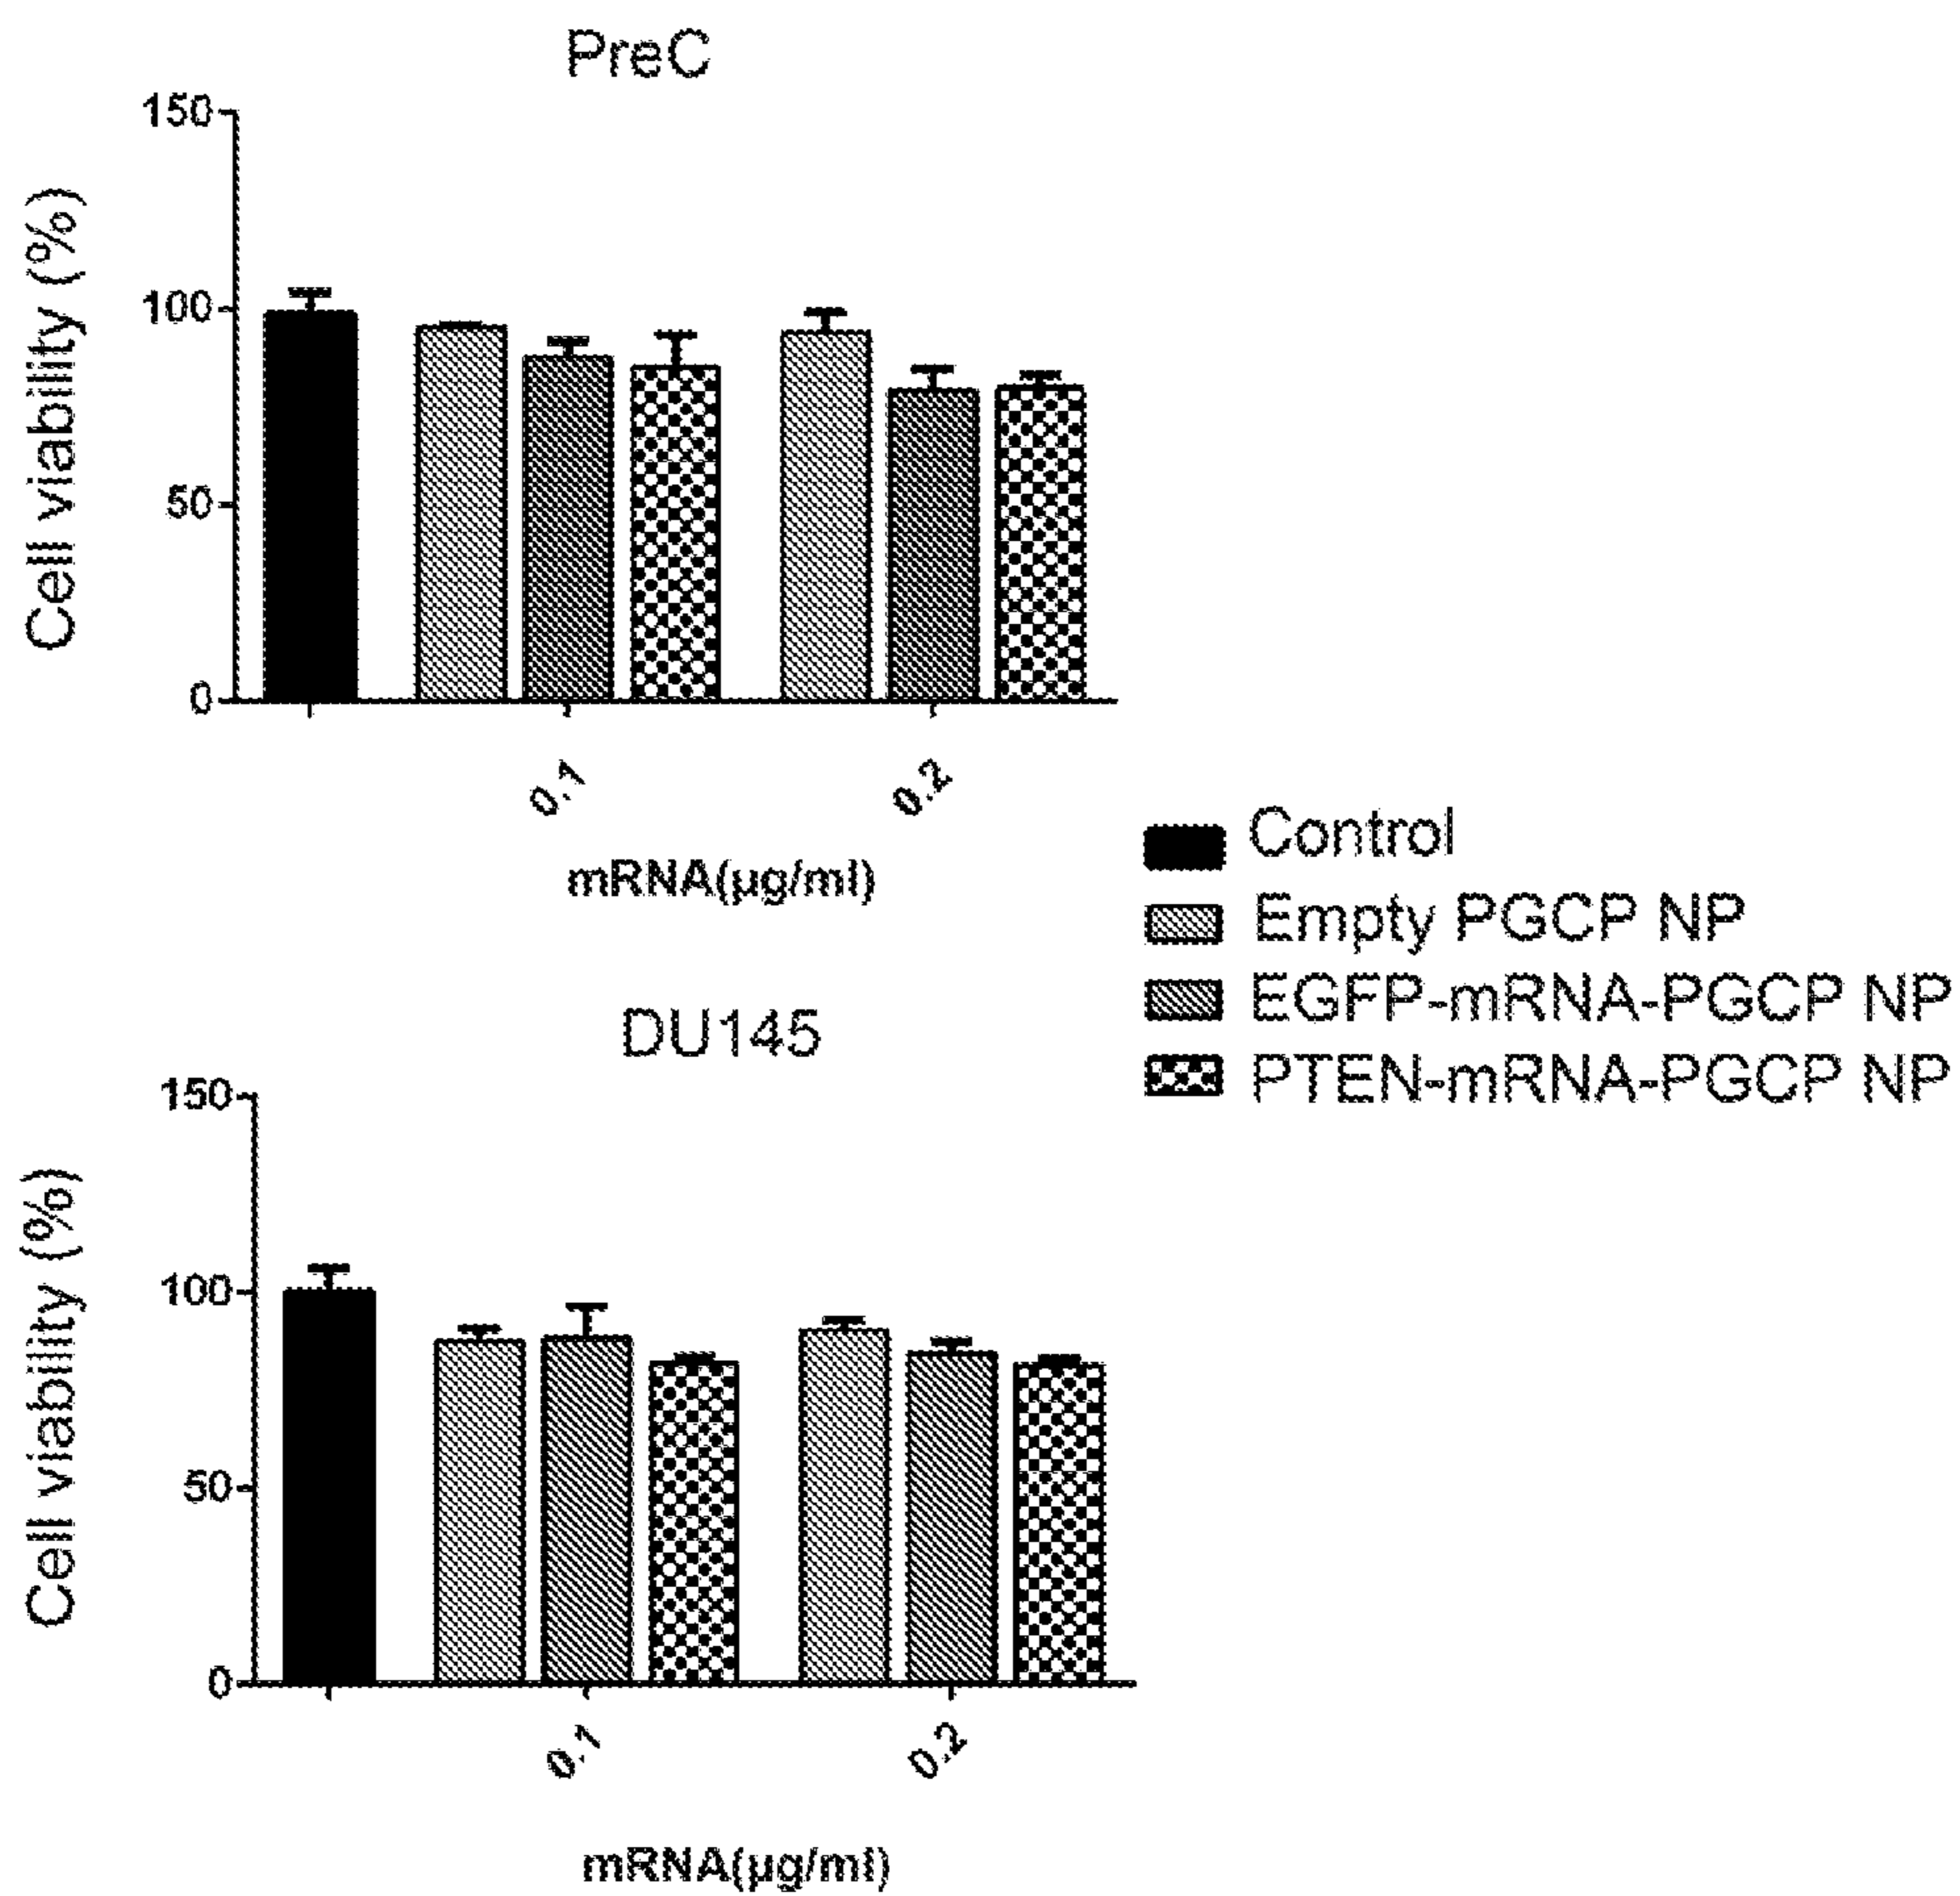 PreC
Cell viability (%)
150
100
50
0
0.1
0.2
mRNA(µg/ml)
Control
Empty PGCP NP
EGFP-mRNA-PGCP NP
PTEN-mRNA-PGCP NP
DU145
Cell viability (%)
150
100
50
0
0.1
0.2
mRNA(µg/ml)